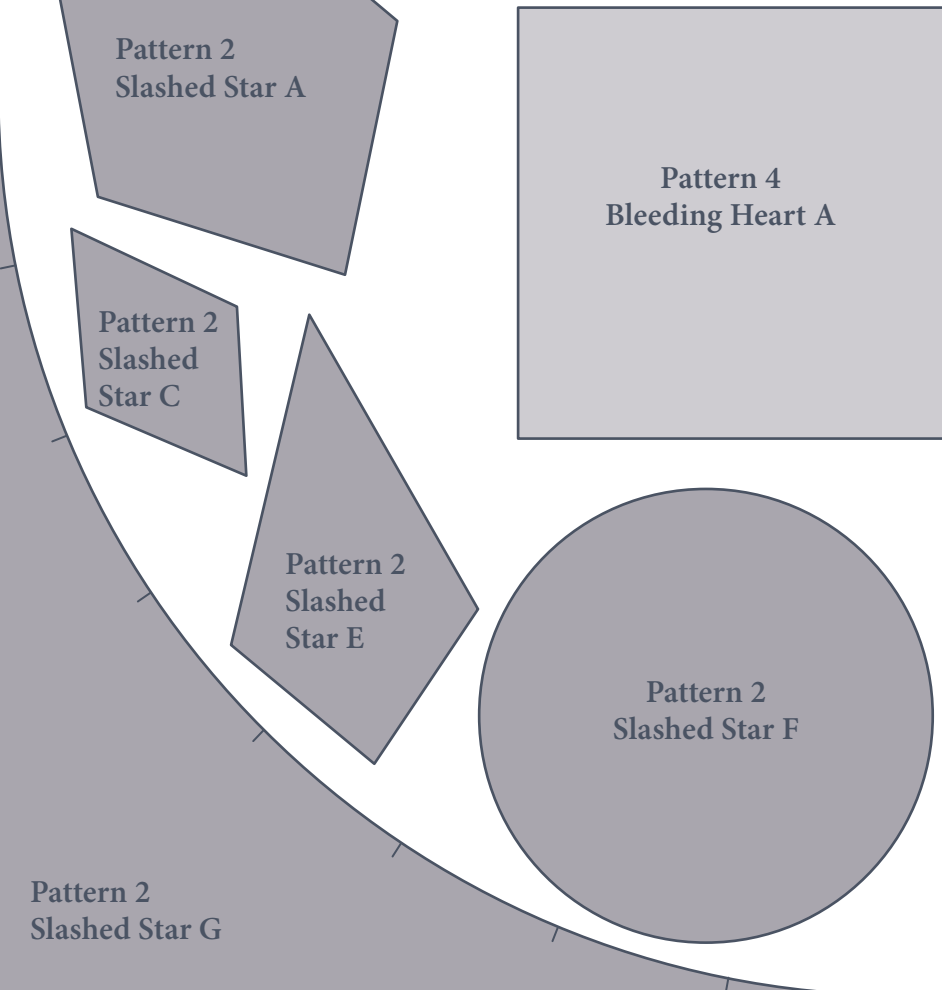 Pattern 2
Slashed Star A
Pattern 4
Bleeding Heart A
Pattern 2
Slashed
Star C
Pattern 2
Slashed
Star E
Pattern 2
Slashed Star F
Pattern 2
Slashed Star G